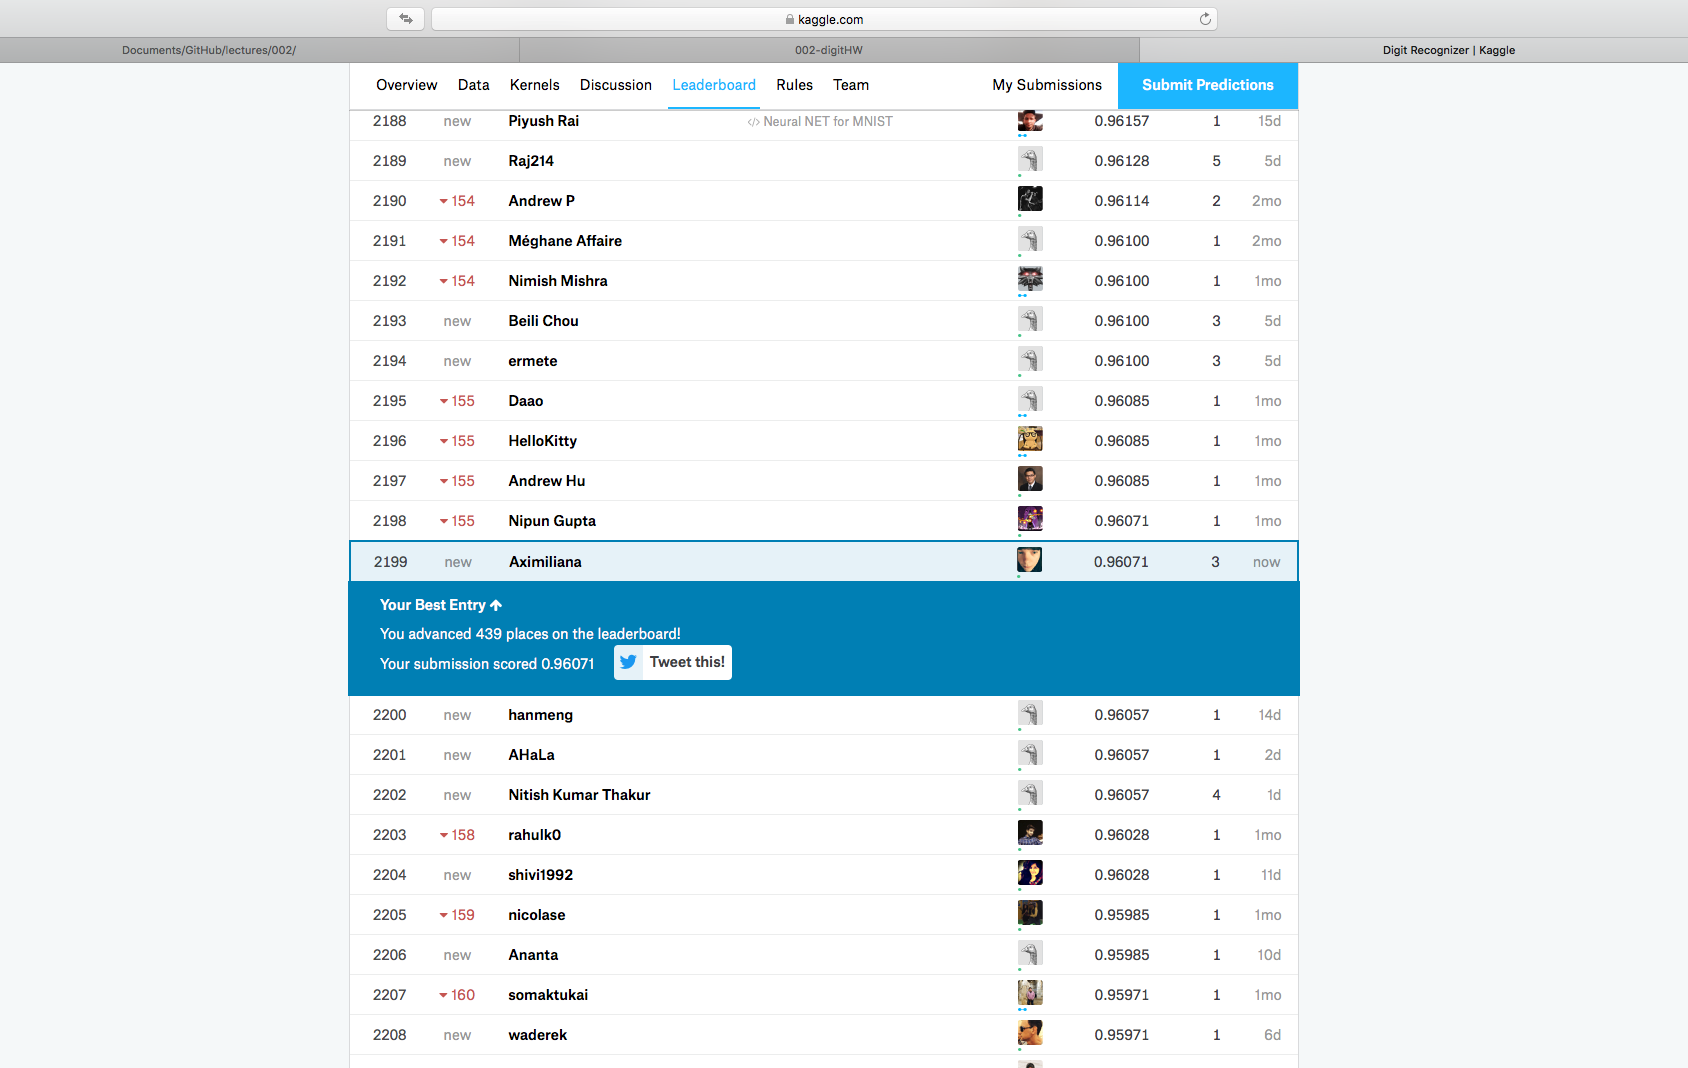 kaggle.com
Documents/GitHub/lectures/002/ 002-digitHW Digit Recognizer | Kaggle
Overview Data Kernels Discussion Leaderboard Rules Team My Submissions Submit Predictions
2188 new Piyush Rai </> Neural NET for MNIST 0.96157 1 15d
2189 new Raj214 0.96128 5 5d
2190 154 Andrew P 0.96114 2 2mo
2191 154 Méghane Affaire 0.96100 1 2mo
2192 154 Nimish Mishra 0.96100 1 1mo
2193 new Beili Chou 0.96100 3 5d
2194 new ermete 0.96100 3 5d
2195 155 Daao 0.96085 1 1mo
2196 155 HelloKitty 0.96085 1 1mo
2197 155 Andrew Hu 0.96085 1 1mo
2198 155 Nipun Gupta 0.96071 1 1mo
2199 new Aximiliana 0.96071 3 now
Your Best Entry
You advanced 439 places on the leaderboard!
Your submission scored 0.96071 Tweet this!
2200 new hanmeng 0.96057 1 14d
2201 new AHaLa 0.96057 1 2d
2202 new Nitish Kumar Thakur 0.96057 4 1d
2203 158 rahulk0 0.96028 1 1mo
2204 new shivi1992 0.96028 1 11d
2205 159 nicolase 0.95985 1 1mo
2206 new Ananta 0.95985 1 10d
2207 160 somaktukai 0.95971 1 1mo
2208 new waderek 0.95971 1 6d